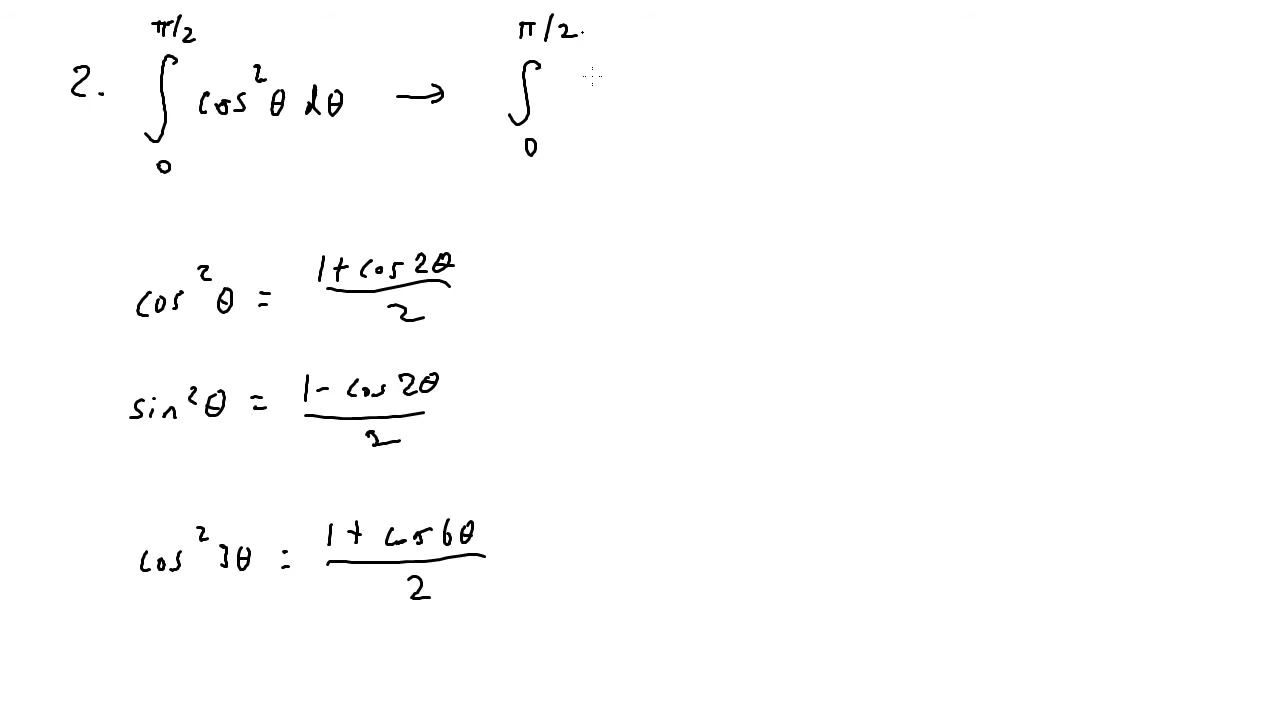 2. ∫₀^{π/2} cos²θ dθ → ∫₀^{π/2}
cos²θ = (1 + cos 2θ)/2
sin²θ = (1 - cos 2θ)/2
cos²3θ = (1 + cos 6θ)/2